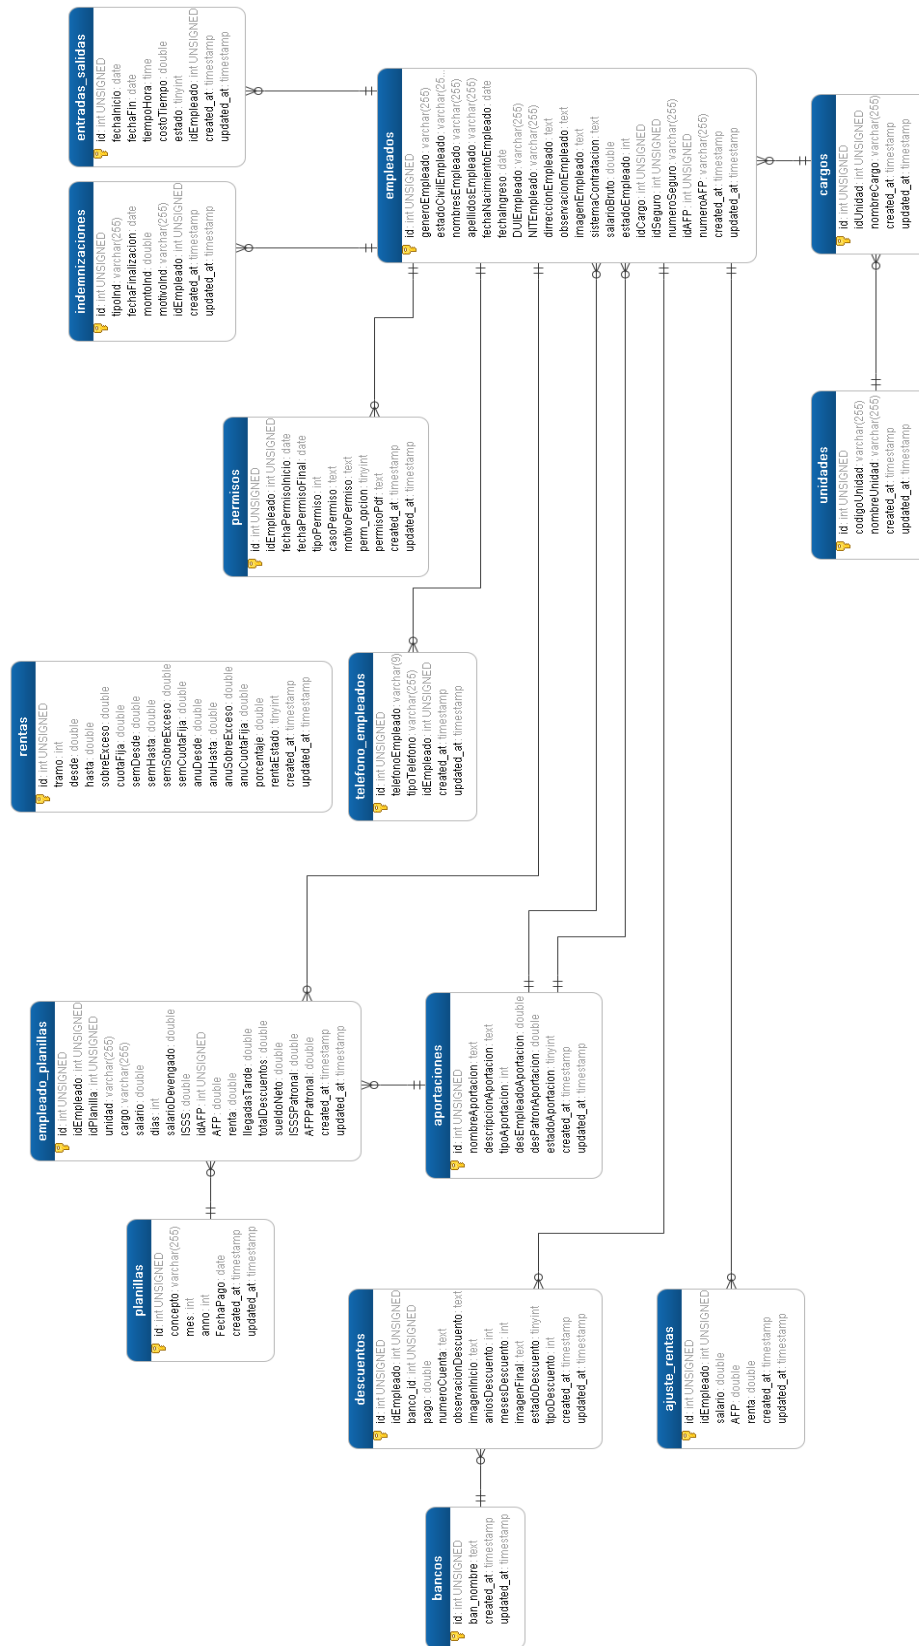 entradas_salidas
id: int UNSIGNED
fechaInicio: date
fechaFin: date
tiempoHora: time
costoTiempo: double
estado: tinyint
idEmpleado: int UNSIGNED
created_at: timestamp
updated_at: timestamp
indemnizaciones
id: int UNSIGNED
tipoInd: varchar(255)
fechaFinalizacion: date
montoInd: double
motivoInd: varchar(255)
idEmpleado: int UNSIGNED
created_at: timestamp
updated_at: timestamp
empleados
id: int UNSIGNED
generoEmpleado: varchar(255)
estadoCivilEmpleado: varchar(25...
nombresEmpleado: varchar(255)
apellidosEmpleado: varchar(255)
fechaNacimientoEmpleado: date
fechaIngreso: date
DUIEmpleado: varchar(255)
NITEmpleado: varchar(255)
dirreccionEmpleado: text
observacionEmpleado: text
imagenEmpleado: text
sistemaContratacion: text
salarioBruto: double
estadoEmpleado: int
idCargo: int UNSIGNED
idSeguro: int UNSIGNED
numeroSeguro: varchar(255)
idAFP: int UNSIGNED
numeroAFP: varchar(255)
created_at: timestamp
updated_at: timestamp
cargos
id: int UNSIGNED
idUnidad: int UNSIGNED
nombreCargo: varchar(255)
created_at: timestamp
updated_at: timestamp
permisos
id: int UNSIGNED
idEmpleado: int UNSIGNED
fechaPermisoInicio: date
fechaPermisoFinal: date
tipoPermiso: int
casoPermiso: text
motivoPermiso: text
perm_opcion: tinyint
permisoPdf: text
created_at: timestamp
updated_at: timestamp
unidades
id: int UNSIGNED
codigoUnidad: varchar(255)
nombreUnidad: varchar(255)
created_at: timestamp
updated_at: timestamp
rentas
id: int UNSIGNED
tramo: int
desde: double
hasta: double
sobreExceso: double
cuotaFija: double
semDesde: double
semHasta: double
semSobreExceso: double
semCuotaFija: double
anuDesde: double
anuHasta: double
anuSobreExceso: double
anuCuotaFija: double
porcentaje: double
rentaEstado: tinyint
created_at: timestamp
updated_at: timestamp
telefono_empleados
id: int UNSIGNED
telefonoEmpleado: varchar(9)
tipoTelefono: varchar(255)
idEmpleado: int UNSIGNED
created_at: timestamp
updated_at: timestamp
empleado_planillas
id: int UNSIGNED
idEmpleado: int UNSIGNED
idPlanilla: int UNSIGNED
unidad: varchar(255)
cargo: varchar(255)
salario: double
dias: int
salarioDevengado: double
ISSS: double
idAFP: int UNSIGNED
AFP: double
renta: double
llegadasTarde: double
totalDescuentos: double
sueldoNeto: double
ISSSPatronal: double
AFPPatronal: double
created_at: timestamp
updated_at: timestamp
aportaciones
id: int UNSIGNED
nombreAportacion: text
descripcionAportacion: text
tipoAportacion: int
desEmpleadoAportacion: double
desPatronAportacion: double
estadoAportacion: tinyint
created_at: timestamp
updated_at: timestamp
planillas
id: int UNSIGNED
concepto: varchar(255)
mes: int
anno: int
FechaPago: date
created_at: timestamp
updated_at: timestamp
descuentos
id: int UNSIGNED
idEmpleado: int UNSIGNED
banco_id: int UNSIGNED
pago: double
numeroCuenta: text
observacionDescuento: text
imagenInicio: text
aniosDescuento: int
mesesDescuento: int
imagenFinal: text
estadoDescuento: tinyint
tipoDescuento: int
created_at: timestamp
updated_at: timestamp
ajuste_rentas
id: int UNSIGNED
idEmpleado: int UNSIGNED
salario: double
AFP: double
renta: double
created_at: timestamp
updated_at: timestamp
bancos
id: int UNSIGNED
ban_nombre: text
created_at: timestamp
updated_at: timestamp